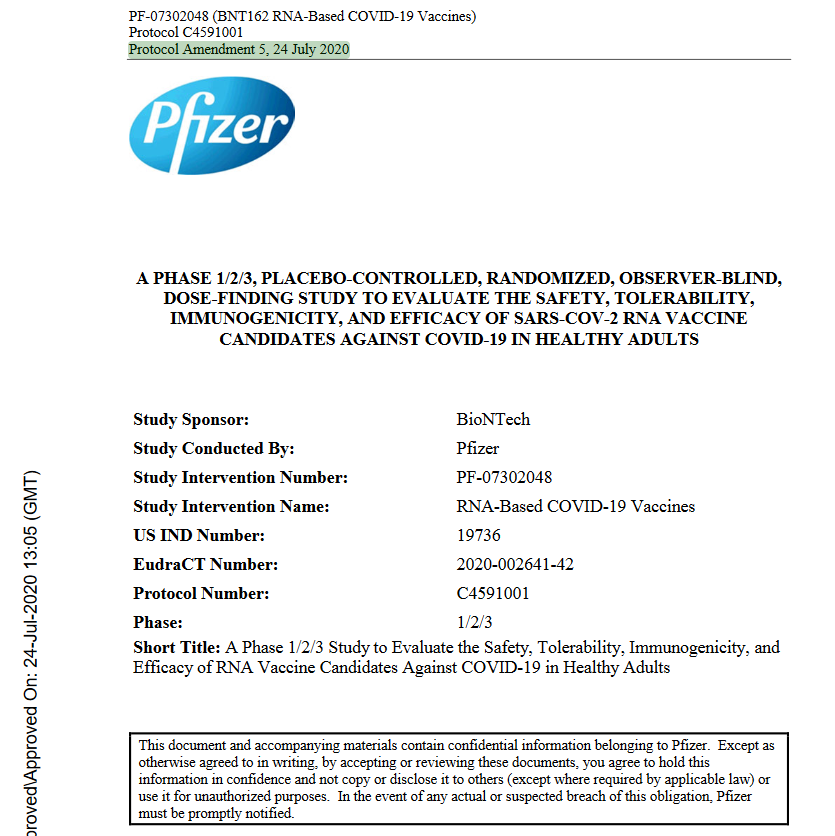 PF-07302048 (BNT162 RNA-Based COVID-19 Vaccines)
Protocol C4591001
Protocol Amendment 5, 24 July 2020
Pfizer
A PHASE 1/2/3, PLACEBO-CONTROLLED, RANDOMIZED, OBSERVER-BLIND,
DOSE-FINDING STUDY TO EVALUATE THE SAFETY, TOLERABILITY,
IMMUNOGENICITY, AND EFFICACY OF SARS-COV-2 RNA VACCINE
CANDIDATES AGAINST COVID-19 IN HEALTHY ADULTS
Study Sponsor: BioNTech
Study Conducted By: Pfizer
Study Intervention Number: PF-07302048
Study Intervention Name: RNA-Based COVID-19 Vaccines
US IND Number: 19736
EudraCT Number: 2020-002641-42
Protocol Number: C4591001
Phase: 1/2/3
Short Title: A Phase 1/2/3 Study to Evaluate the Safety, Tolerability, Immunogenicity, and
Efficacy of RNA Vaccine Candidates Against COVID-19 in Healthy Adults
This document and accompanying materials contain confidential information belonging to Pfizer. Except as
otherwise agreed to in writing, by accepting or reviewing these documents, you agree to hold this
information in confidence and not copy or disclose it to others (except where required by applicable law) or
use it for unauthorized purposes. In the event of any actual or suspected breach of this obligation, Pfizer
must be promptly notified.
proved\Approved On: 24-Jul-2020 13:05 (GMT)